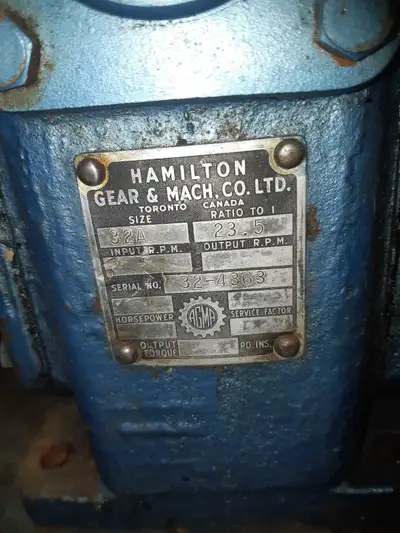 HAMILTON
GEAR & MACH. CO. LTD.
TORONTO CANADA
SIZE RATIO TO 1
32A 23.5
INPUT R.P.M. OUTPUT R.P.M.
SERIAL NO. 32-4363
HORSEPOWER AGMA SERVICE FACTOR
OUTPUT TORQUE PD. INS.